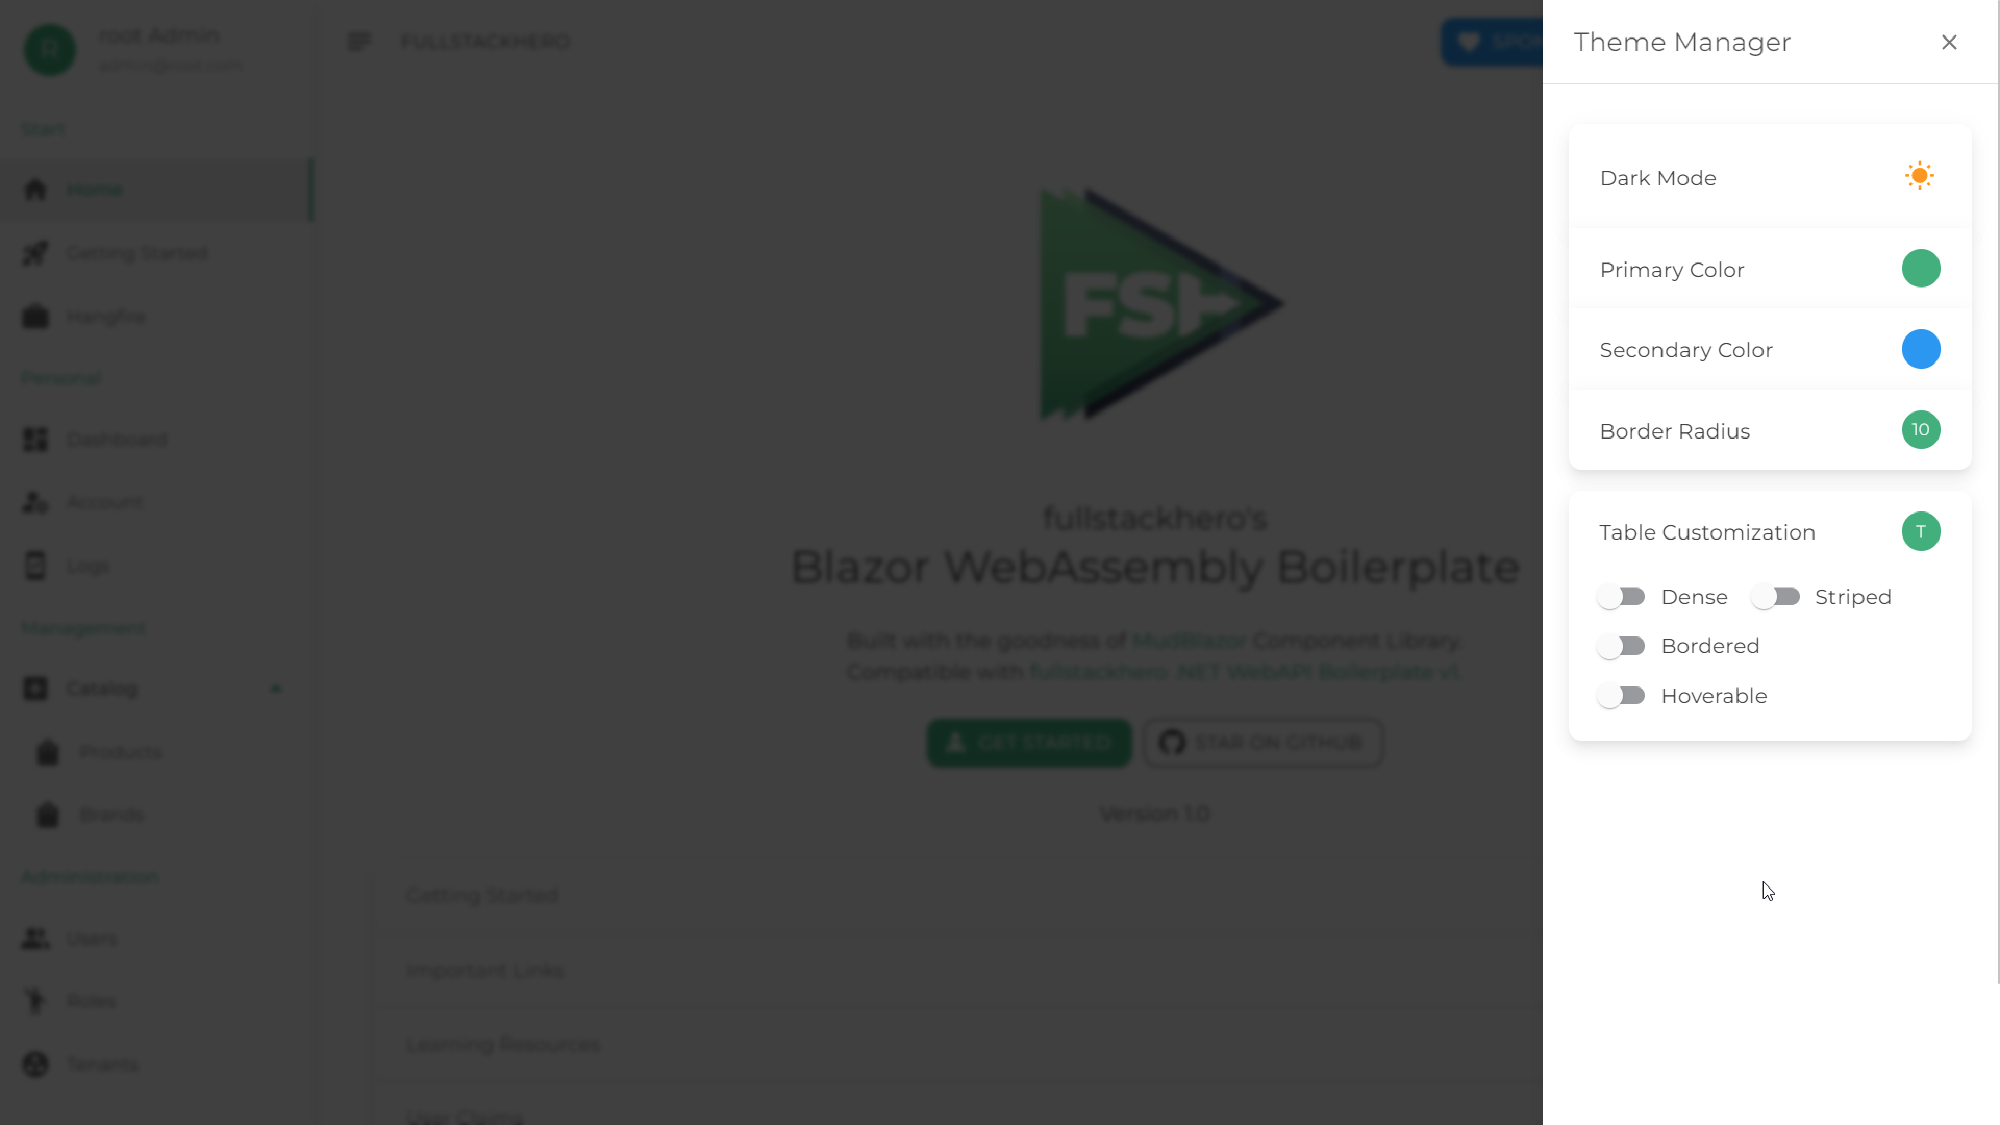 R
root Admin
admin@root.com
Start
Home
Getting Started
Hangfire
Personal
Dashboard
Account
Logs
Management
Catalog
Products
Brands
Administration
Users
Roles
Tenants
FULLSTACKHERO
FSH
fullstackhero's
Blazor WebAssembly Boilerplate
Built with the goodness of MudBlazor Component Library.
Compatible with fullstackhero .NET WebAPI Boilerplate v1.
GET STARTED
STAR ON GITHUB
Version 1.0
Getting Started
Important Links
Learning Resources
User Claims
Theme Manager
Dark Mode
Primary Color
Secondary Color
Border Radius 10
Table Customization T
Dense Striped
Bordered
Hoverable